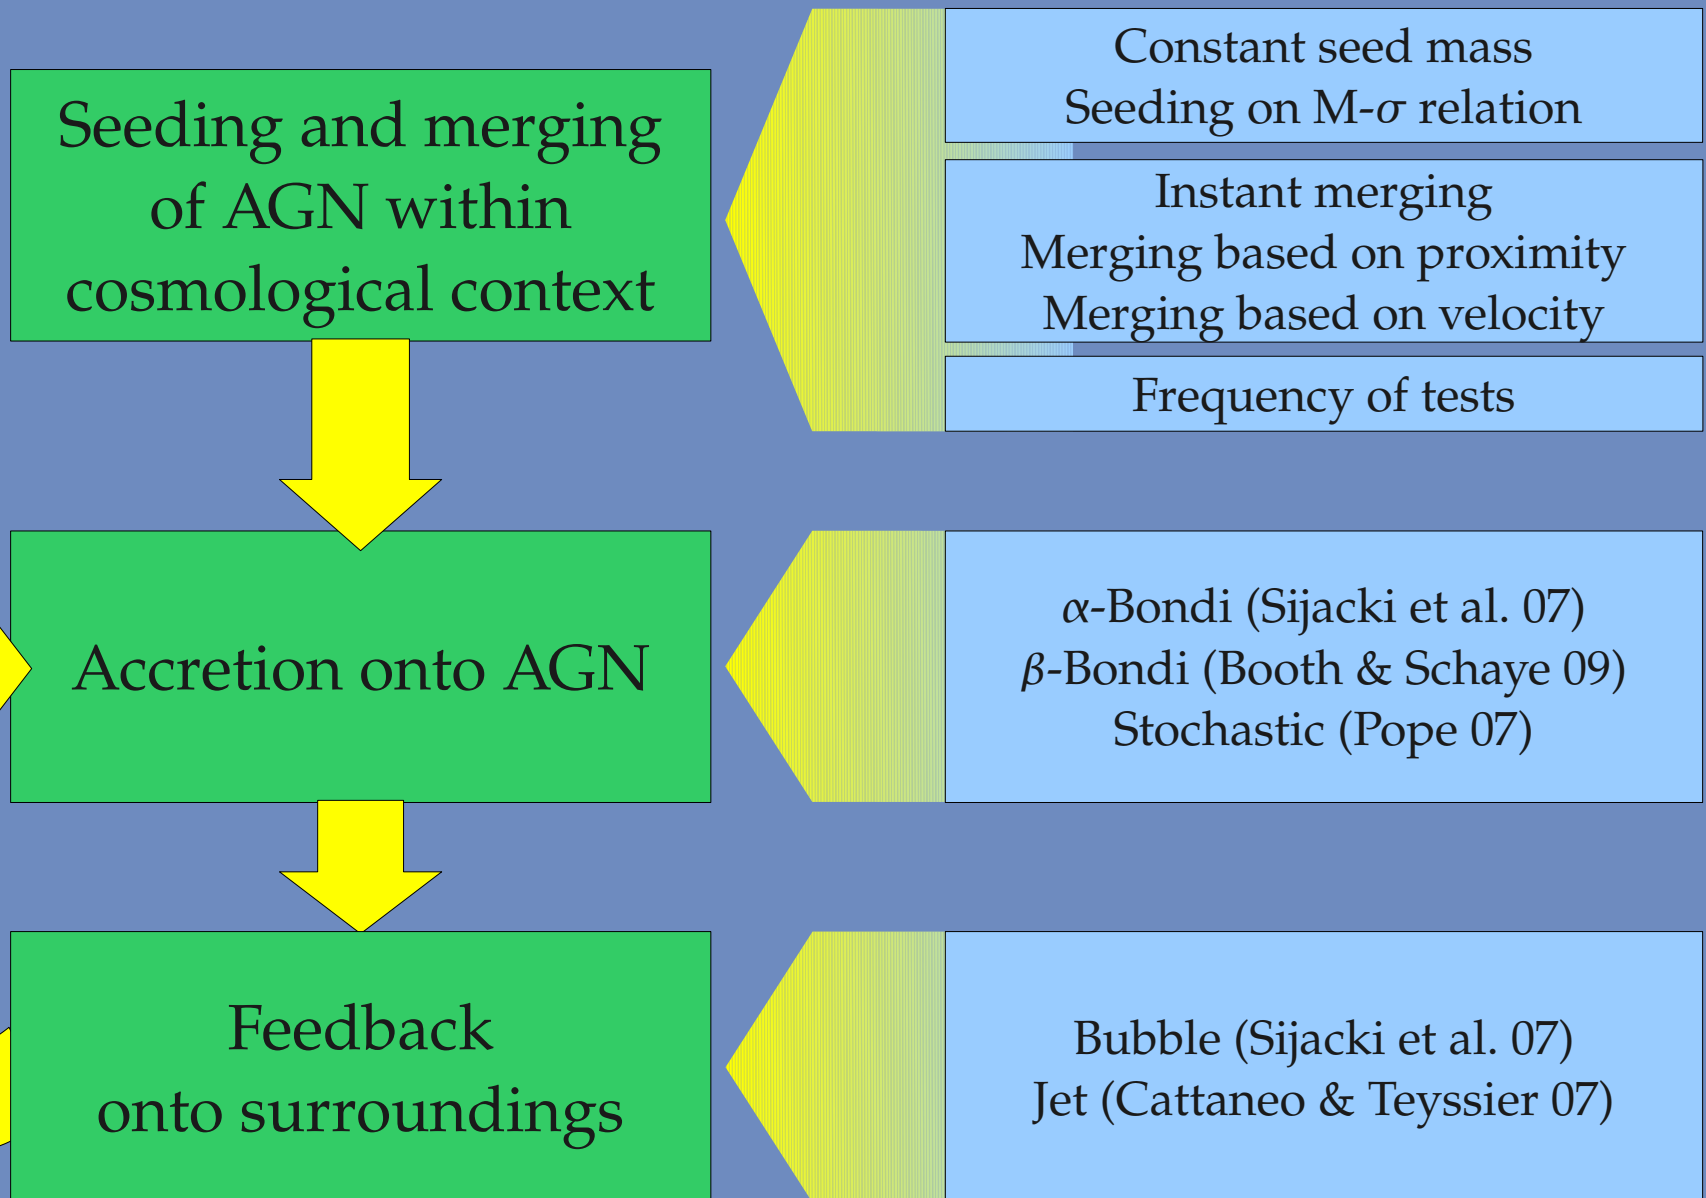 Seeding and merging
of AGN within
cosmological context
Constant seed mass
Seeding on M-σ relation
Instant merging
Merging based on proximity
Merging based on velocity
Frequency of tests
Accretion onto AGN
α-Bondi (Sijacki et al. 07)
β-Bondi (Booth & Schaye 09)
Stochastic (Pope 07)
Feedback
onto surroundings
Bubble (Sijacki et al. 07)
Jet (Cattaneo & Teyssier 07)